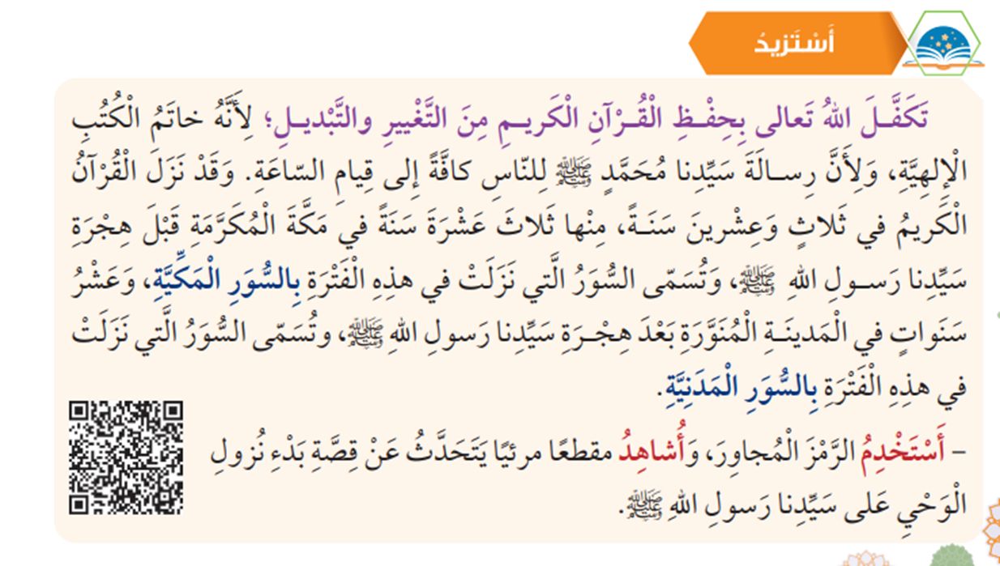 أَسْتَزيدُ
تَكَفَّلَ اللهُ تَعالى بِحِفْظِ الْقُرْآنِ الْكَريمِ مِنَ التَّغْييرِ والتَّبْديلِ؛ لِأَنَّهُ خاتَمُ الْكُتُبِ
الْإِلهِيَّةِ، وَلِأَنَّ رِسالَةَ سَيِّدِنا مُحَمَّدٍ ﷺ لِلنّاسِ كافَّةً إِلى قِيامِ السّاعَةِ. وَقَدْ نَزَلَ الْقُرْآنُ
الْكَريمُ في ثَلاثٍ وَعِشْرينَ سَنَةً، مِنْها ثَلاثَ عَشْرَةَ سَنَةً في مَكَّةَ الْمُكَرَّمَةِ قَبْلَ هِجْرَةِ
سَيِّدِنا رَسولِ اللهِ ﷺ، وَتُسَمّى السُّوَرُ الَّتي نَزَلَتْ في هذِهِ الْفَتْرَةِ بِالسُّوَرِ الْمَكِّيَّةِ، وَعَشْرُ
سَنَواتٍ في الْمَدينَةِ الْمُنَوَّرَةِ بَعْدَ هِجْرَةِ سَيِّدِنا رَسولِ اللهِ ﷺ، وتُسَمّى السُّوَرُ الَّتي نَزَلَتْ
في هذِهِ الْفَتْرَةِ بِالسُّوَرِ الْمَدَنِيَّةِ.
– أَسْتَخْدِمُ الرَّمْزَ الْمُجاوِرَ، وَأُشاهِدُ مقطعًا مرئيًا يَتَحَدَّثُ عَنْ قِصَّةِ بَدْءِ نُزولِ
الْوَحْيِ عَلى سَيِّدِنا رَسولِ اللهِ ﷺ.